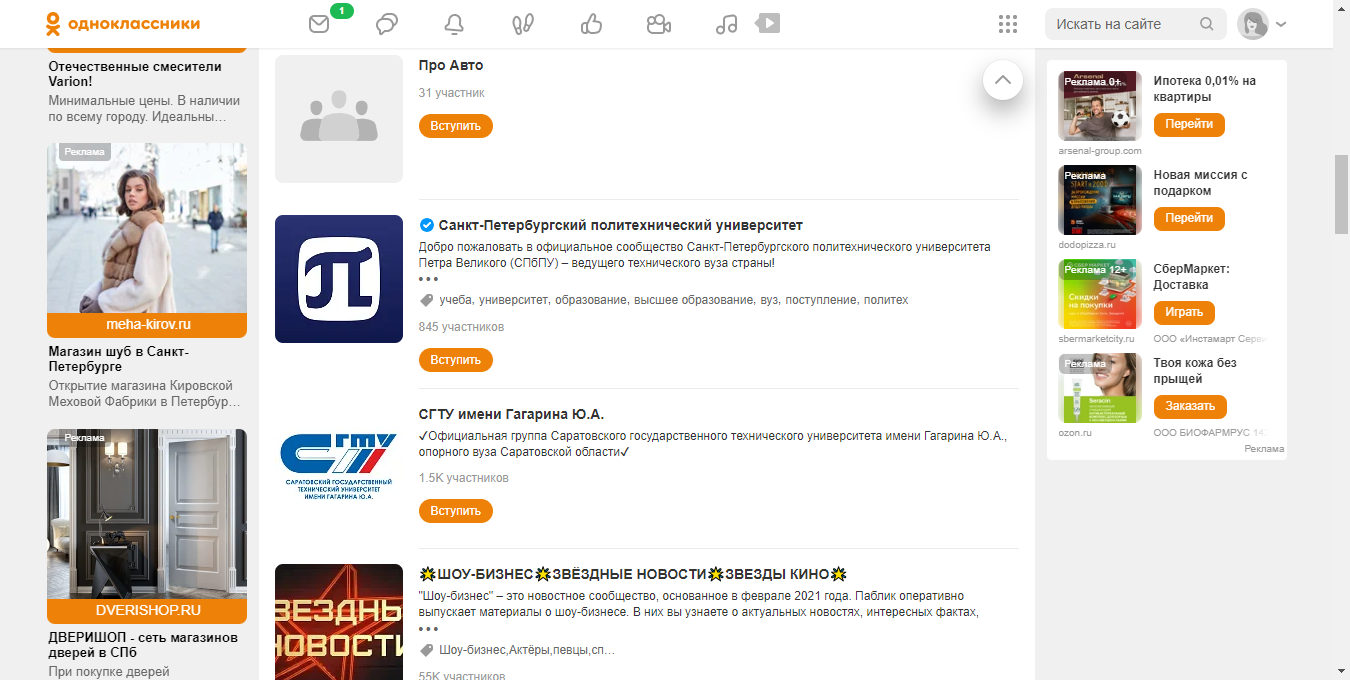 одноклассники
1
Искать на сайте
Отечественные смесители
Varion!
Минимальные цены. В наличии
по всему городу. Идеальны…
Реклама
meha-kirov.ru
Магазин шуб в Санкт-
Петербурге
Открытие магазина Кировской
Меховой Фабрики в Петербур…
Реклама
DVERISHOP.RU
ДВЕРИШОП - сеть магазинов
дверей в СПб
При покупке дверей
Про Авто
31 участник
Вступить
Санкт-Петербургский политехнический университет
Добро пожаловать в официальное сообщество Санкт-Петербургского политехнического университета
Петра Великого (СПбПУ) – ведущего технического вуза страны!
•••
учеба, университет, образование, высшее образование, вуз, поступление, политех
845 участников
Вступить
СГТУ имени Гагарина Ю.А.
✓Официальная группа Саратовского государственного технического университета имени Гагарина Ю.А.,
опорного вуза Саратовской области✓
1.5K участников
Вступить
ГТУ
САРАТОВСКИЙ ГОСУДАРСТВЕННЫЙ
ТЕХНИЧЕСКИЙ УНИВЕРСИТЕТ
ИМЕНИ ГАГАРИНА Ю.А.
🌟ШОУ-БИЗНЕС🌟ЗВЁЗДНЫЕ НОВОСТИ🌟ЗВЕЗДЫ КИНО🌟
"Шоу-бизнес" – это новостное сообщество, основанное в феврале 2021 года. Паблик оперативно
выпускает материалы о шоу-бизнесе. В них вы узнаете о актуальных новостях, интересных фактах,
•••
Шоу-бизнес,Актёры,певцы,сп…
55K участников
ВЕЗДНЫ
НОВОСТИ
Реклама 0+
Ипотека 0,01% на
квартиры
Перейти
arsenal-group.com
Реклама
Новая миссия с
подарком
Перейти
dodopizza.ru
Реклама 12+
Скидки
на покупки
СберМаркет:
Доставка
Играть
sbermarketcity.ru
ООО «Инстамарт Серви
Реклама
Seracin
Твоя кожа без
прыщей
Заказать
ozon.ru
ООО БИОФАРМРУС 143
Реклама